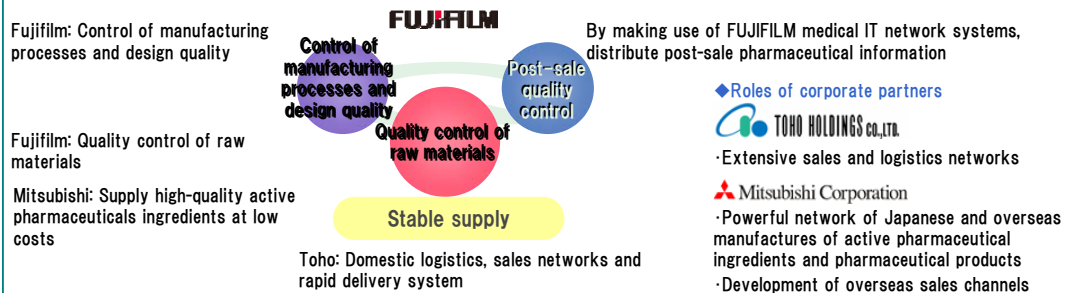 FUJIFILM
Fujifilm: Control of manufacturing
processes and design quality
Control of
manufacturing
processes and
design quality
Post-sale
quality
control
By making use of FUJIFILM medical IT network systems,
distribute post-sale pharmaceutical information
Fujifilm: Quality control of raw
materials
Quality control of
raw materials
Mitsubishi: Supply high-quality active
pharmaceuticals ingredients at low
costs
Stable supply
Toho: Domestic logistics, sales networks and
rapid delivery system
◆Roles of corporate partners
TOHO HOLDINGS CO.,LTD.
・Extensive sales and logistics networks
Mitsubishi Corporation
・Powerful network of Japanese and overseas
manufactures of active pharmaceutical
ingredients and pharmaceutical products
・Development of overseas sales channels